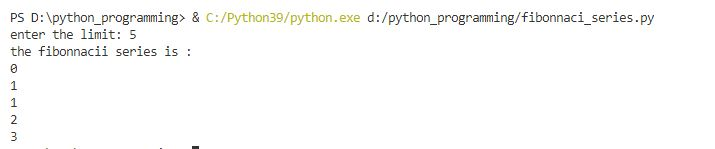 PS D:\python_programming> & C:/Python39/python.exe d:/python_programming/fibonnaci_series.py
enter the limit: 5
the fibonnacii series is :
0
1
1
2
3